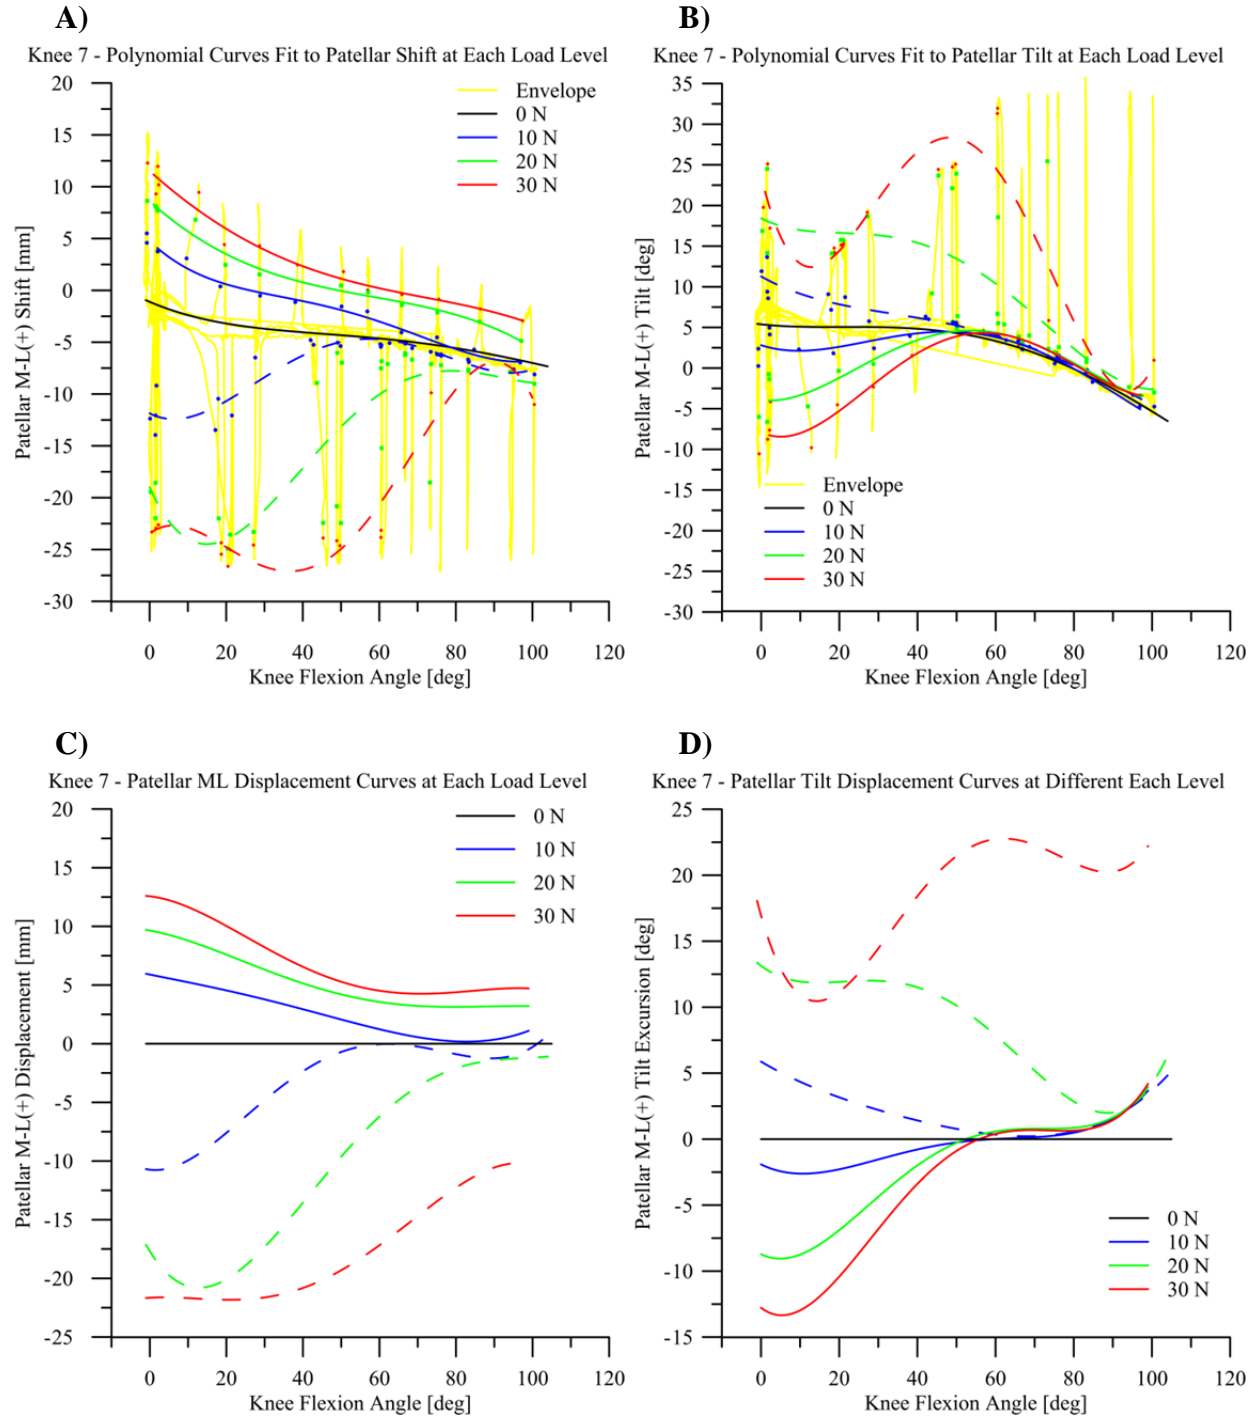 A)
Knee 7 - Polynomial Curves Fit to Patellar Shift at Each Load Level
20
15
10
5
0
-5
-10
-15
-20
-25
-30
Patellar M-L(+) Shift [mm]
Envelope
0 N
10 N
20 N
30 N
0 20 40 60 80 100 120
Knee Flexion Angle [deg]
B)
Knee 7 - Polynomial Curves Fit to Patellar Tilt at Each Load Level
35
30
25
20
15
10
5
0
-5
-10
-15
-20
-25
-30
Patellar M-L(+) Tilt [deg]
Envelope
0 N
10 N
20 N
30 N
0 20 40 60 80 100 120
Knee Flexion Angle [deg]
C)
Knee 7 - Patellar ML Displacement Curves at Each Load Level
20
15
10
5
0
-5
-10
-15
-20
-25
Patellar M-L(+) Displacement [mm]
0 N
10 N
20 N
30 N
0 20 40 60 80 100 120
Knee Flexion Angle [deg]
D)
Knee 7 - Patellar Tilt Displacement Curves at Different Each Level
25
20
15
10
5
0
-5
-10
-15
Patellar M-L(+) Tilt Excursion [deg]
0 N
10 N
20 N
30 N
0 20 40 60 80 100 120
Knee Flexion Angle [deg]